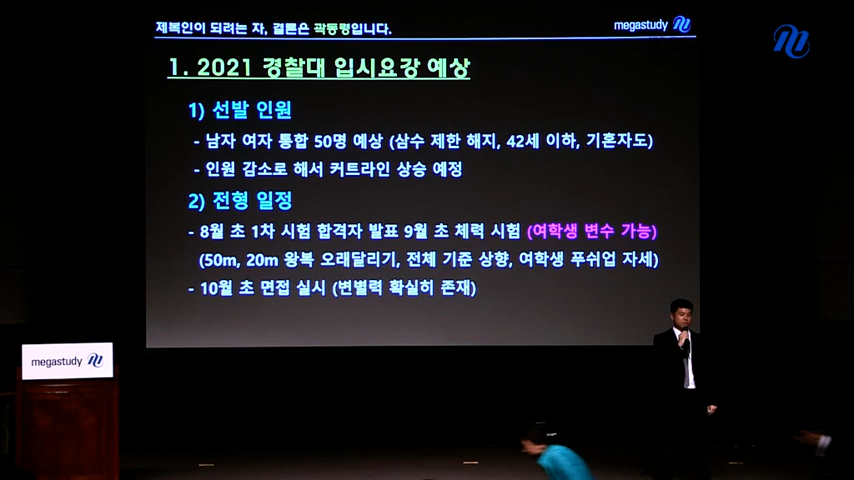 제복인이 되려는 자, 결론은 곽동령입니다.
megastudy
1. 2021 경찰대 입시요강 예상
1) 선발 인원
- 남자 여자 통합 50명 예상 (삼수 제한 해지, 42세 이하, 기혼자도)
- 인원 감소로 해서 커트라인 상승 예정
2) 전형 일정
- 8월 초 1차 시험 합격자 발표 9월 초 체력 시험 (여학생 변수 가능)
(50m, 20m 왕복 오래달리기, 전체 기준 상향, 여학생 푸쉬업 자세)
- 10월 초 면접 실시 (변별력 확실히 존재)
megastudy